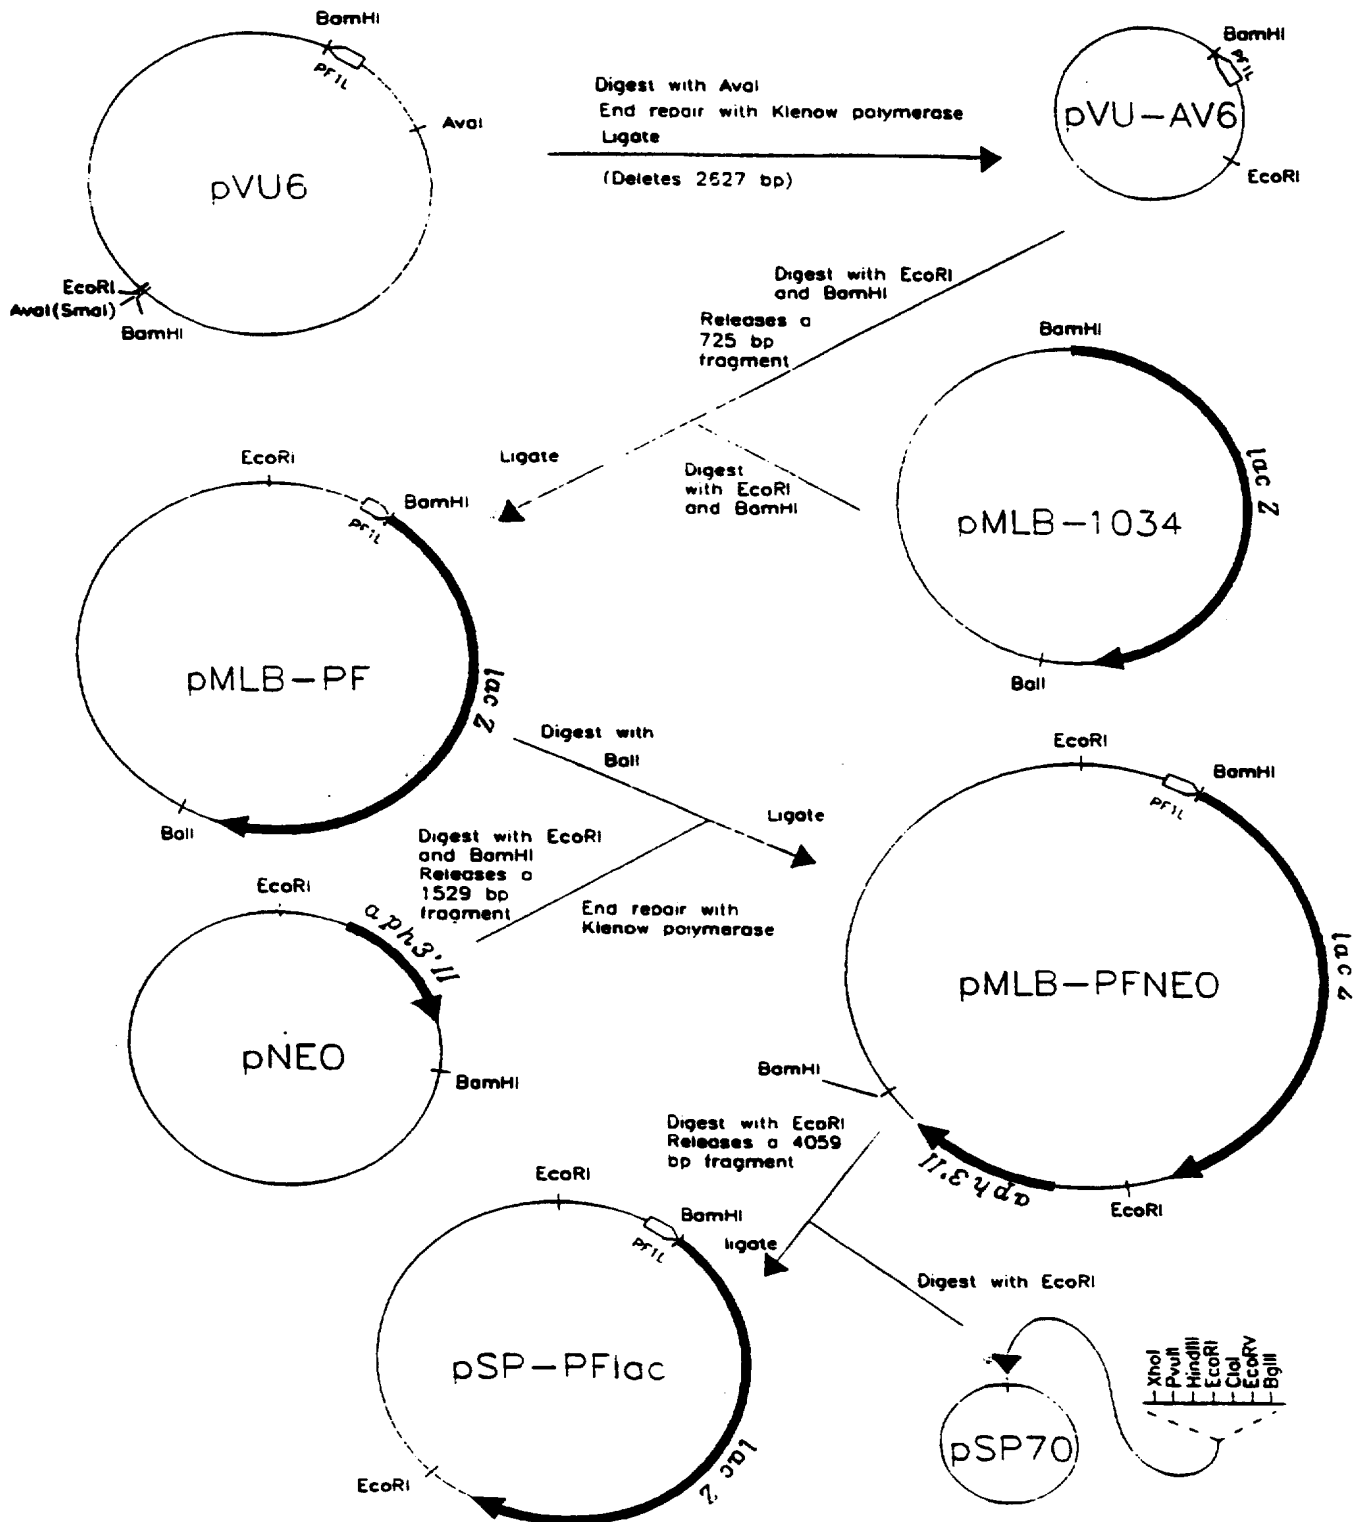 BamHI
PF1L
AvaI
pVU6
EcoRI
AvaI(SmaI)
BamHI
Digest with AvaI
End repair with Klenow polymerase
Ligate
(Deletes 2627 bp)
BamHI
PF1L
pVU-AV6
EcoRI
Digest with EcoRI
and BamHI
Releases a
725 bp
fragment
BamHI
lac Z
pMLB-1034
BalI
Digest
with EcoRI
and BamHI
Ligate
EcoRI
BamHI
PF1L
pMLB-PF
lac Z
BalI
Digest with
BalI
Ligate
Digest with EcoRI
and BamHI
Releases a
1529 bp
fragment
End repair with
Klenow polymerase
EcoRI
aph3'II
pNEO
BamHI
EcoRI
BamHI
PF1L
lac Z
pMLB-PFNEO
BamHI
aph3'II
EcoRI
Digest with EcoRI
Releases a 4059
bp fragment
ligate
Digest with EcoRI
EcoRI
BamHI
PF1L
pSP-PFlac
lac Z
EcoRI
pSP70
XhoI
PvuII
HindIII
EcoRI
ClaI
EcoRV
BglII